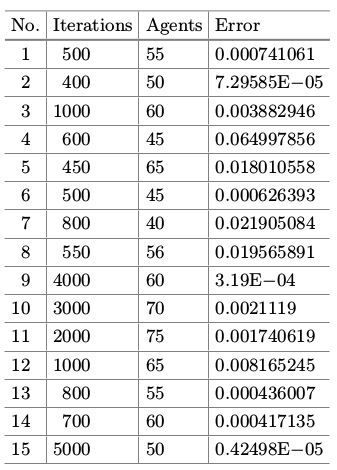 No. Iterations Agents Error
1 500 55 0.000741061
2 400 50 7.29585E−05
3 1000 60 0.003882946
4 600 45 0.064997856
5 450 65 0.018010558
6 500 45 0.000626393
7 800 40 0.021905084
8 550 56 0.019565891
9 4000 60 3.19E−04
10 3000 70 0.0021119
11 2000 75 0.001740619
12 1000 65 0.008165245
13 800 55 0.000436007
14 700 60 0.000417135
15 5000 50 0.42498E−05